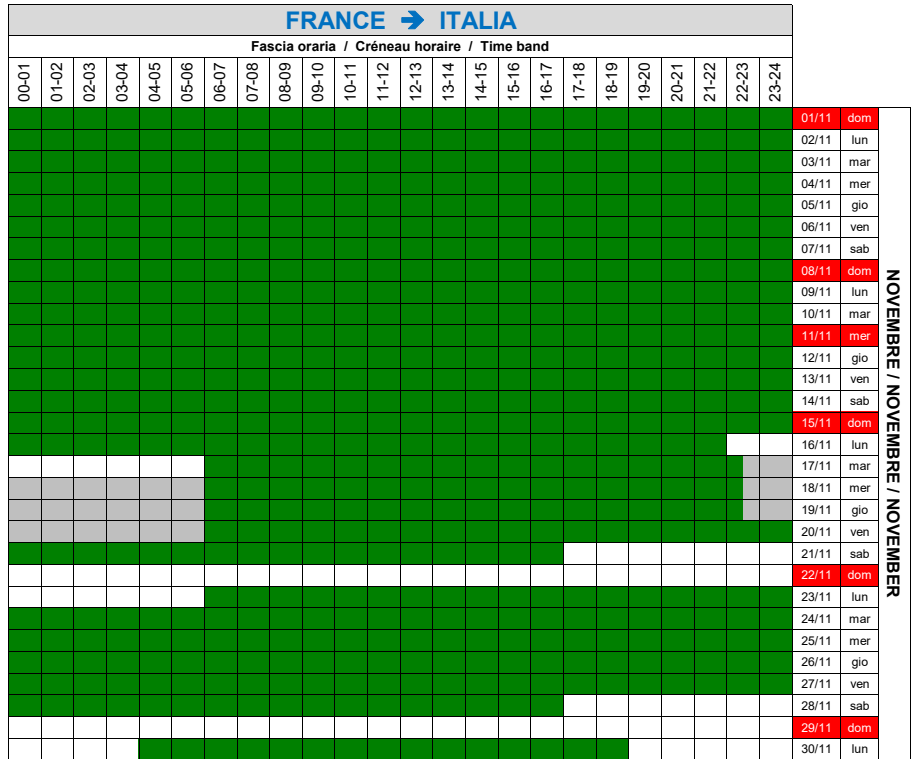 FRANCE ➔ ITALIA
Fascia oraria / Créneau horaire / Time band
00-01 01-02 02-03 03-04 04-05 05-06 06-07 07-08 08-09 09-10 10-11 11-12 12-13 13-14 14-15 15-16 16-17 17-18 18-19 19-20 20-21 21-22 22-23 23-24
01/11 dom
02/11 lun
03/11 mar
04/11 mer
05/11 gio
06/11 ven
07/11 sab
08/11 dom
09/11 lun
10/11 mar
11/11 mer
12/11 gio
13/11 ven
14/11 sab
15/11 dom
16/11 lun
17/11 mar
18/11 mer
19/11 gio
20/11 ven
21/11 sab
22/11 dom
23/11 lun
24/11 mar
25/11 mer
26/11 gio
27/11 ven
28/11 sab
29/11 dom
30/11 lun
NOVEMBRE / NOVEMBRE / NOVEMBER